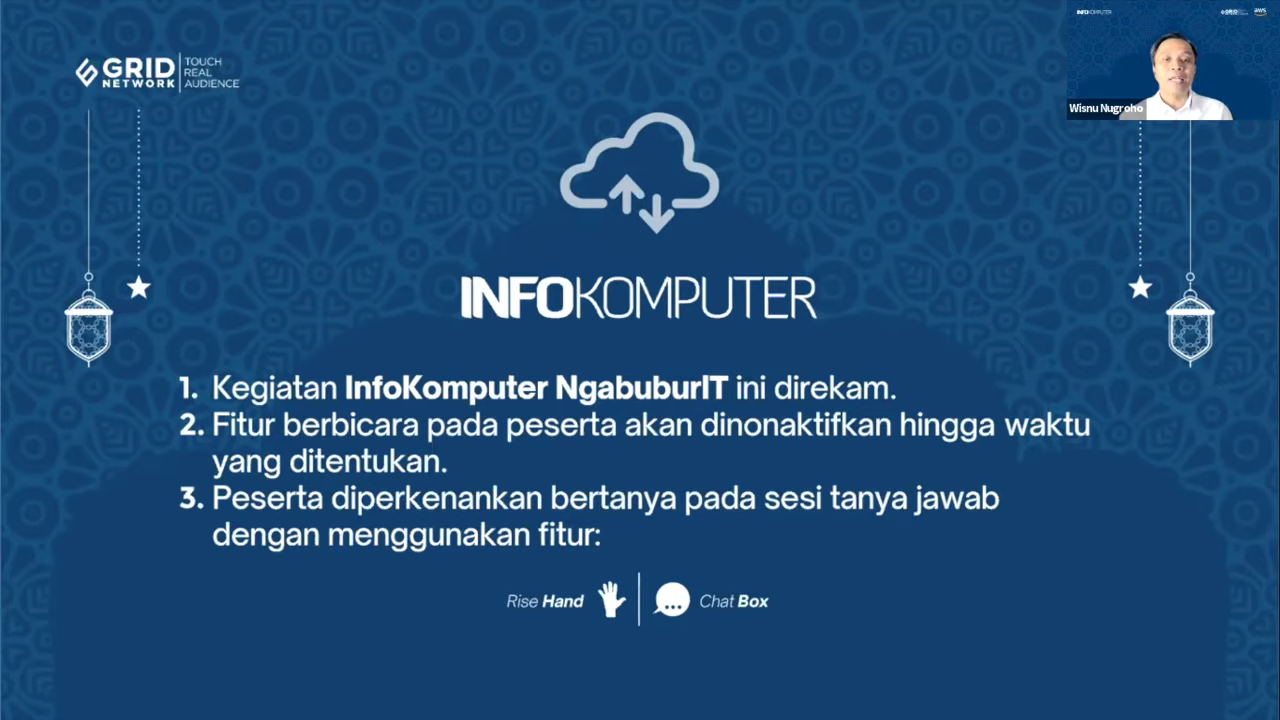 GRID NETWORK
TOUCH
REAL
AUDIENCE
INFOKOMPUTER
aws
Wisnu Nugroho
INFOKOMPUTER
1. Kegiatan InfoKomputer NgabuburIT ini direkam.
2. Fitur berbicara pada peserta akan dinonaktifkan hingga waktu
yang ditentukan.
3. Peserta diperkenankan bertanya pada sesi tanya jawab
dengan menggunakan fitur:
Rise Hand
Chat Box